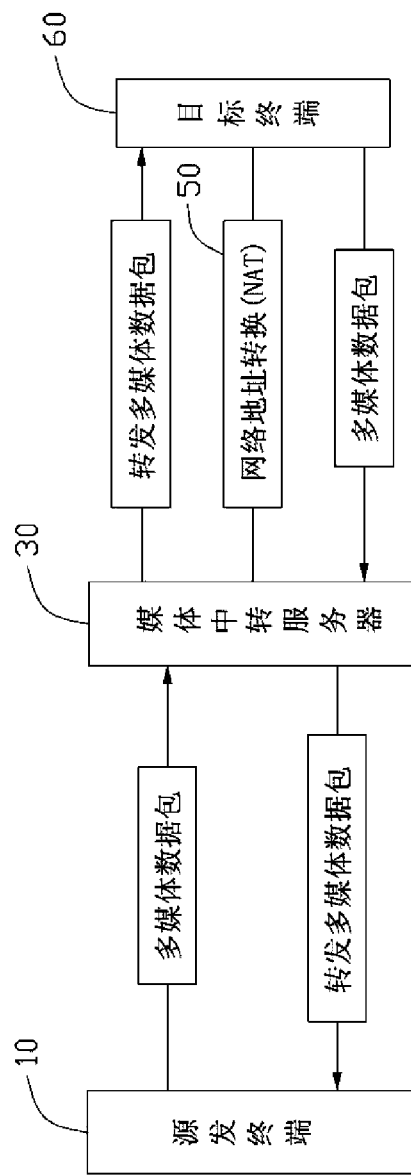 10
源发终端
多媒体数据包
转发多媒体数据包
30
媒体中转服务器
转发多媒体数据包
50
网络地址转换(NAT)
多媒体数据包
60
目标终端